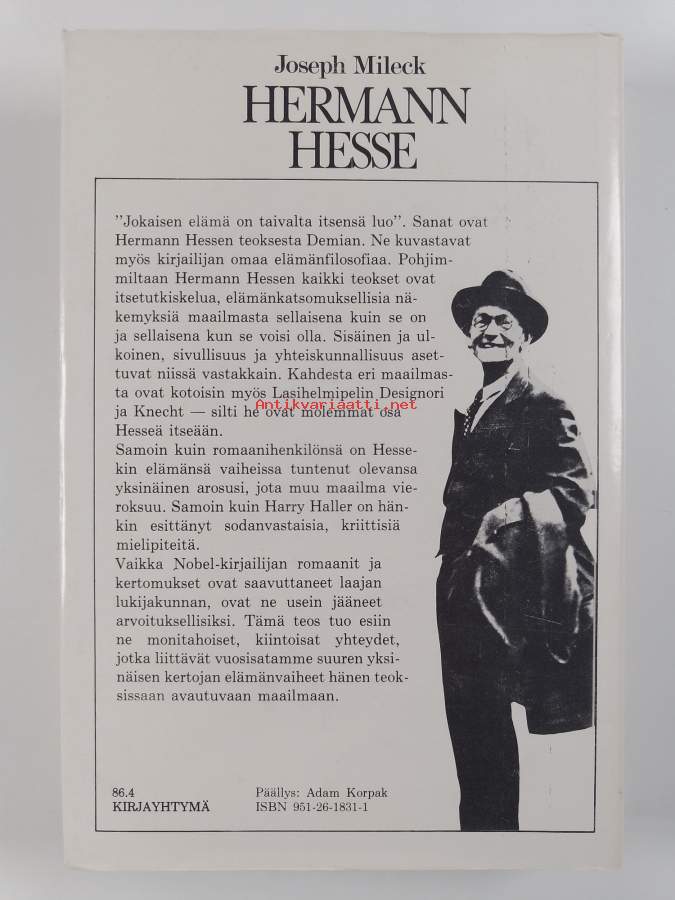 Joseph Mileck
HERMANN
HESSE
"Jokaisen elämä on taivalta itsensä luo". Sanat ovat
Hermann Hessen teoksesta Demian. Ne kuvastavat
myös kirjailijan omaa elämänfilosofiaa. Pohjim-
miltaan Hermann Hessen kaikki teokset ovat
itsetutkiskelua, elämänkatsomuksellisia nä-
kemyksiä maailmasta sellaisena kuin se on
ja sellaisena kun se voisi olla. Sisäinen ja ul-
koinen, sivullisuus ja yhteiskunnallisuus aset-
tuvat niissä vastakkain. Kahdesta eri maailmas-
ta ovat kotoisin myös Lasihelmipelin Designori
Antikvariaatti.net
ja Knecht — silti he ovat molemmat osa
Hesseä itseään.
Samoin kuin romaanihenkilönsä on Hesse-
kin elämänsä vaiheissa tuntenut olevansa
yksinäinen arosusi, jota muu maailma vie-
roksuu. Samoin kuin Harry Haller on hän-
kin esittänyt sodanvastaisia, kriittisiä
mielipiteitä.
Vaikka Nobel-kirjailijan romaanit ja
kertomukset ovat saavuttaneet laajan
lukijakunnan, ovat ne usein jääneet
arvoituksellisiksi. Tämä teos tuo esiin
ne monitahoiset, kiintoisat yhteydet,
jotka liittävät vuosisatamme suuren yksi-
näisen kertojan elämänvaiheet hänen teok-
sissaan avautuvaan maailmaan.
86.4
KIRJAYHTYMÄ
Päällys: Adam Korpak
ISBN 951-26-1831-1